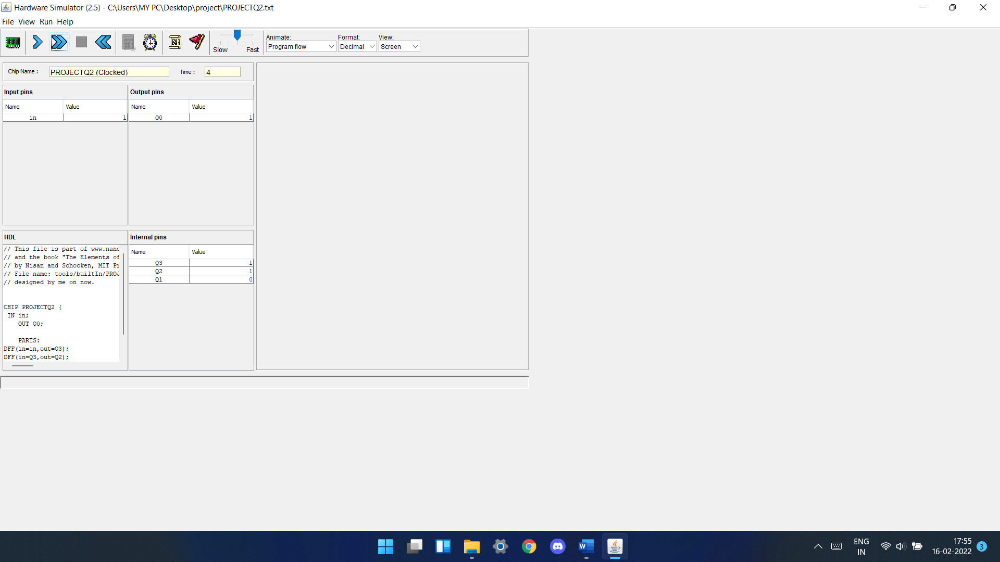 Hardware Simulator (2.5) - C:\Users\MY PC\Desktop\project\PROJECTQ2.txt
File View Run Help
Slow Fast
Animate: Format: View:
Program flow Decimal Screen
Chip Name : PROJECTQ2 (Clocked) Time : 4
Input pins
Name Value
in 1
Output pins
Name Value
Q0 1
HDL
// This file is part of www.nand
// and the book "The Elements of
// by Nisan and Schocken, MIT Pr
// File name: tools/builtIn/PROJ
// designed by me on now.
CHIP PROJECTQ2 {
IN in;
OUT Q0;
PARTS:
DFF(in=in,out=Q3);
DFF(in=Q3,out=Q2);
Internal pins
Name Value
Q3 1
Q2 1
Q1 0
ENG
IN
17:55
16-02-2022
3